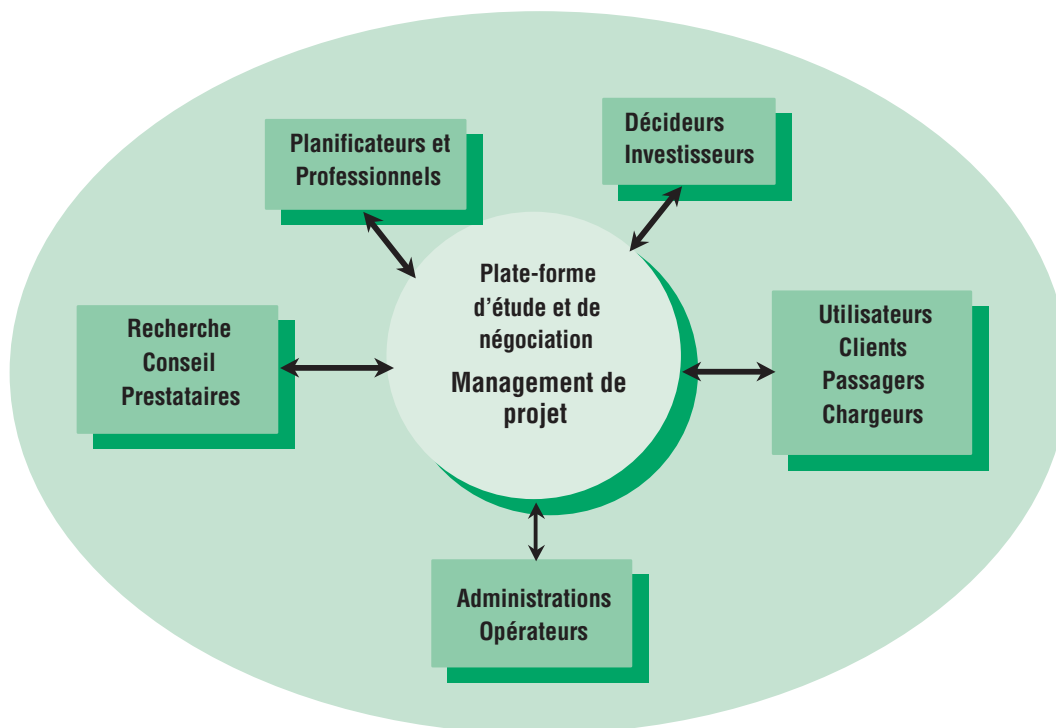 Planificateurs et
Professionnels
Décideurs
Investisseurs
Plate-forme
d’étude et de
négociation
Management de
projet
Recherche
Conseil
Prestataires
Utilisateurs
Clients
Passagers
Chargeurs
Administrations
Opérateurs